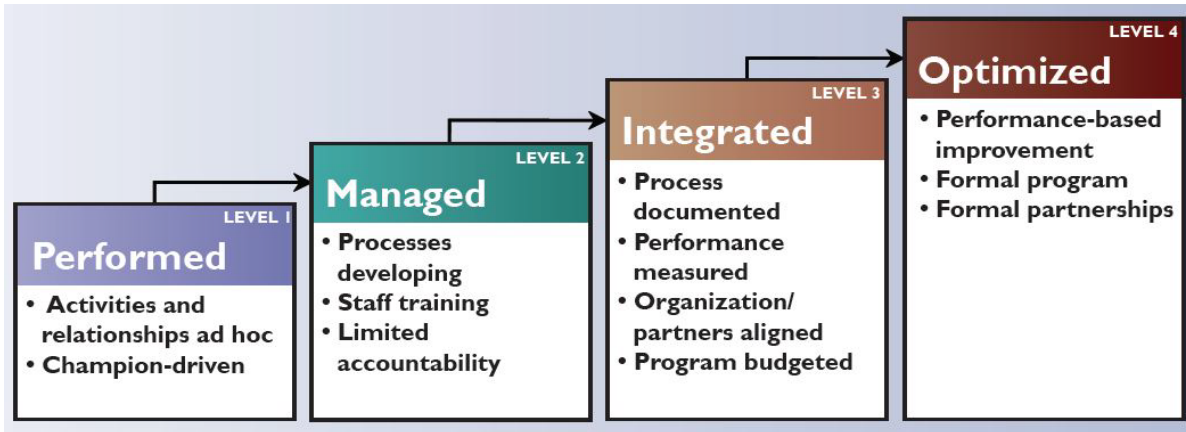 LEVEL 1
Performed
• Activities and
relationships ad hoc
• Champion-driven
LEVEL 2
Managed
• Processes
developing
• Staff training
• Limited
accountability
LEVEL 3
Integrated
• Process
documented
• Performance
measured
• Organization/
partners aligned
• Program budgeted
LEVEL 4
Optimized
• Performance-based
improvement
• Formal program
• Formal partnerships